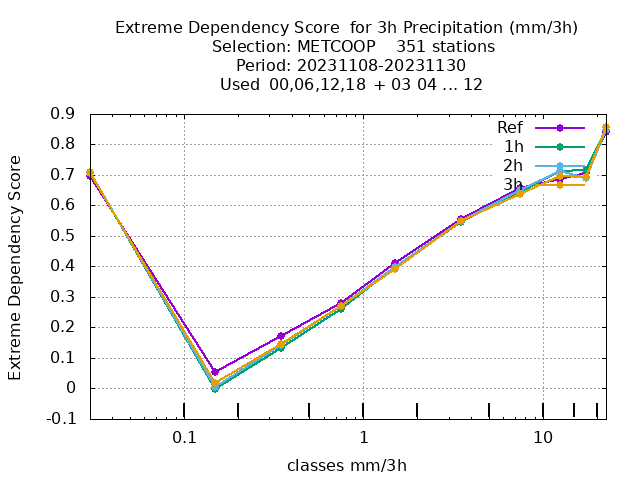 Extreme Dependency Score  for 3h Precipitation (mm/3h)
Selection: METCOOP    351 stations
Period: 20231108-20231130
Used  00,06,12,18  + 03 04 ... 12
Ref
1h
2h
3h
0.9
0.8
0.7
0.6
0.5
0.4
0.3
0.2
0.1
0
-0.1
Extreme Dependency Score
0.1 1 10
classes mm/3h